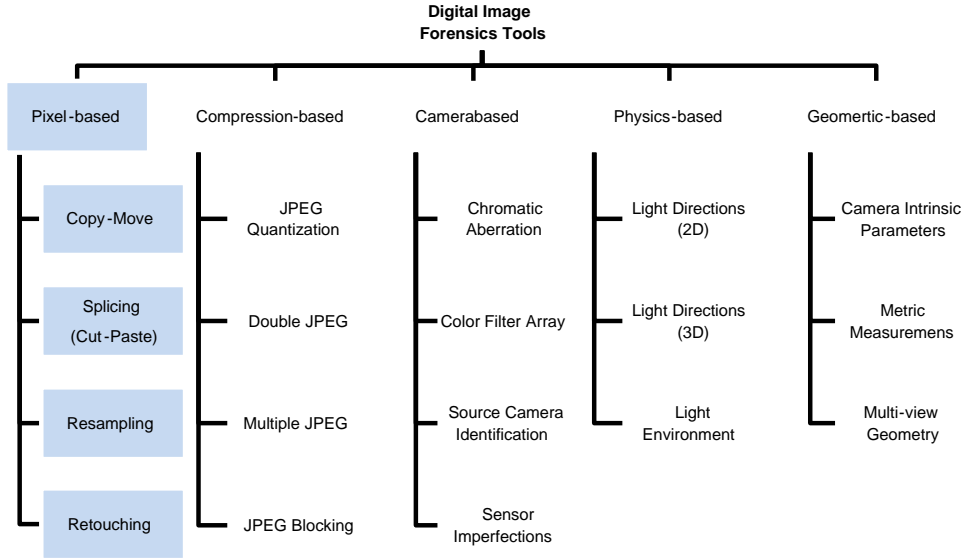 Digital Image
Forensics Tools
Pixel-based
Compression-based
Camerabased
Physics-based
Geomertic-based
Copy-Move
Splicing
(Cut-Paste)
Resampling
Retouching
JPEG
Quantization
Double JPEG
Multiple JPEG
JPEG Blocking
Chromatic
Aberration
Color Filter Array
Source Camera
Identification
Sensor
Imperfections
Light Directions
(2D)
Light Directions
(3D)
Light
Environment
Camera Intrinsic
Parameters
Metric
Measuremens
Multi-view
Geometry